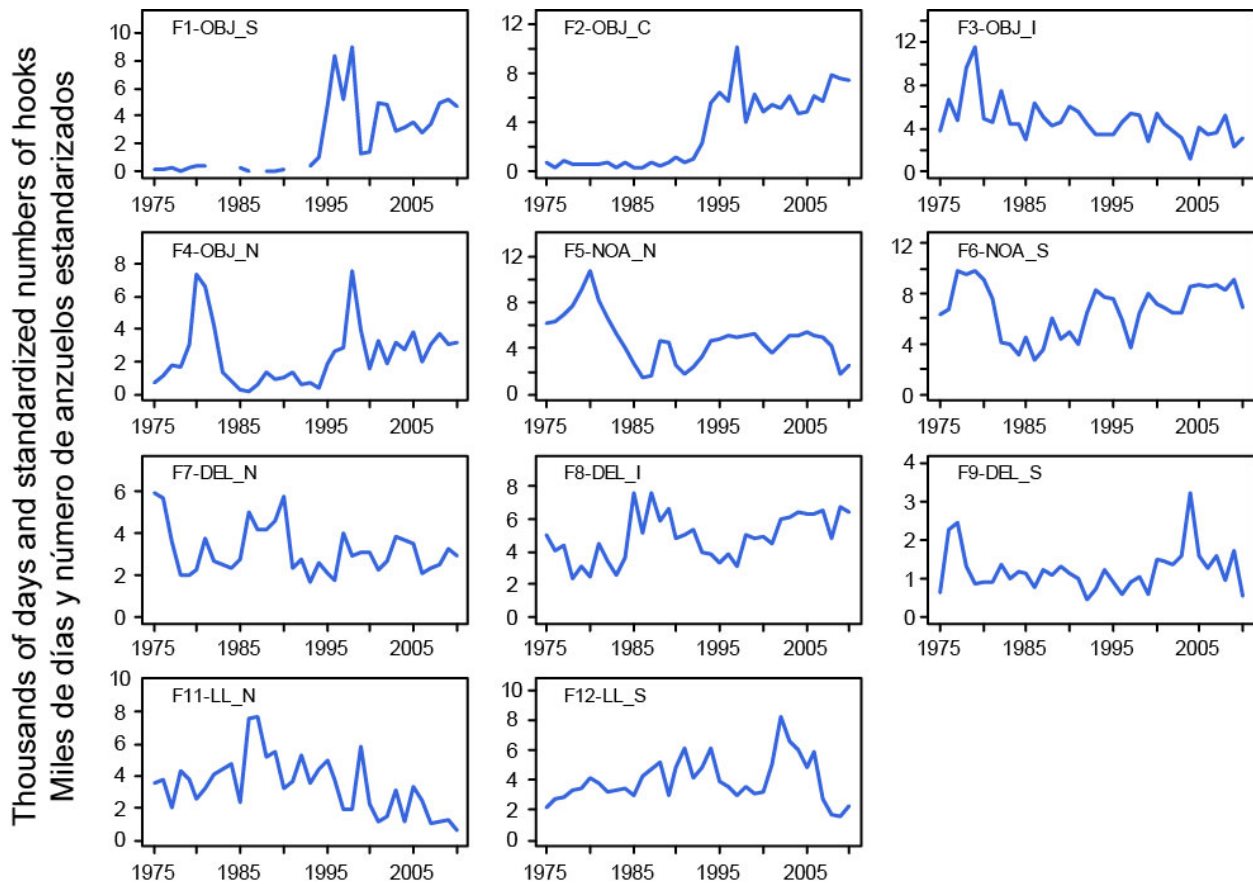 Thousands of days and standardized numbers of hooks
Miles de días y número de anzuelos estandarizados
F1-OBJ_S
10
8
6
4
2
0
1975 1985 1995 2005
F2-OBJ_C
12
8
4
0
1975 1985 1995 2005
F3-OBJ_I
12
8
4
0
1975 1985 1995 2005
F4-OBJ_N
8
6
4
2
0
1975 1985 1995 2005
F5-NOA_N
12
8
4
0
1975 1985 1995 2005
F6-NOA_S
12
8
4
0
1975 1985 1995 2005
F7-DEL_N
6
4
2
0
1975 1985 1995 2005
F8-DEL_I
8
6
4
2
0
1975 1985 1995 2005
F9-DEL_S
4
3
2
1
0
1975 1985 1995 2005
F11-LL_N
10
8
6
4
2
0
1975 1985 1995 2005
F12-LL_S
10
8
6
4
2
0
1975 1985 1995 2005